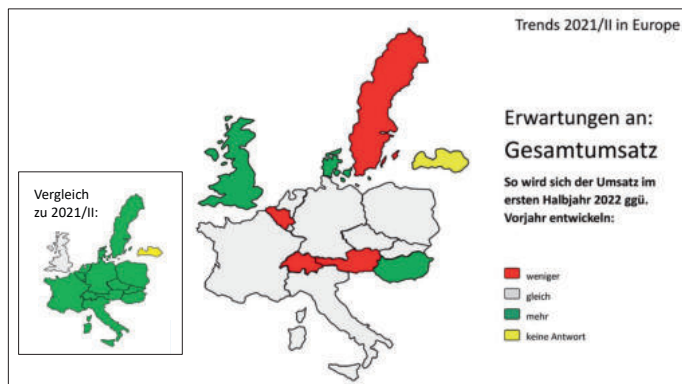 Trends 2021/II in Europe
Erwartungen an:
Gesamtumsatz
So wird sich der Umsatz im
ersten Halbjahr 2022 ggü.
Vorjahr entwickeln:
Vergleich
zu 2021/II:
weniger
gleich
mehr
keine Antwort